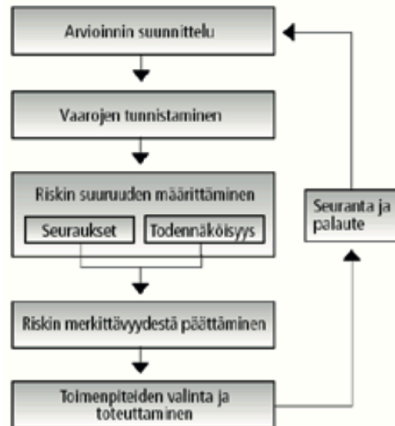 Arvioinnin suunnittelu
Vaarojen tunnistaminen
Riskin suuruuden määrittäminen
Seuraukset
Todennäköisyys
Seuranta ja
palaute
Riskin merkittävyydestä päättäminen
Toimenpiteiden valinta ja
toteuttaminen